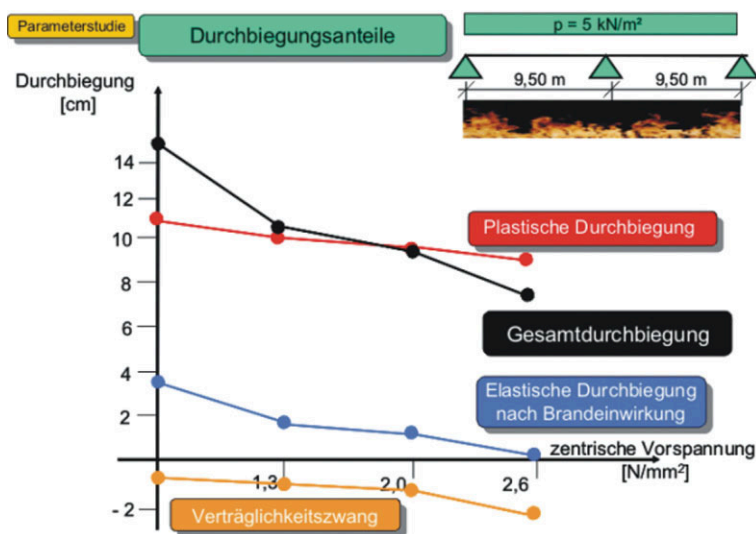 Parameterstudie
Durchbiegungsanteile
p = 5 kN/m²
9,50 m
9,50 m
Durchbiegung
[cm]
14
12
10
8
6
4
2
- 2
Plastische Durchbiegung
Gesamtdurchbiegung
Elastische Durchbiegung
nach Brandeinwirkung
zentrische Vorspannung
[N/mm²]
1,3
2,0
2,6
Verträglichkeitszwang